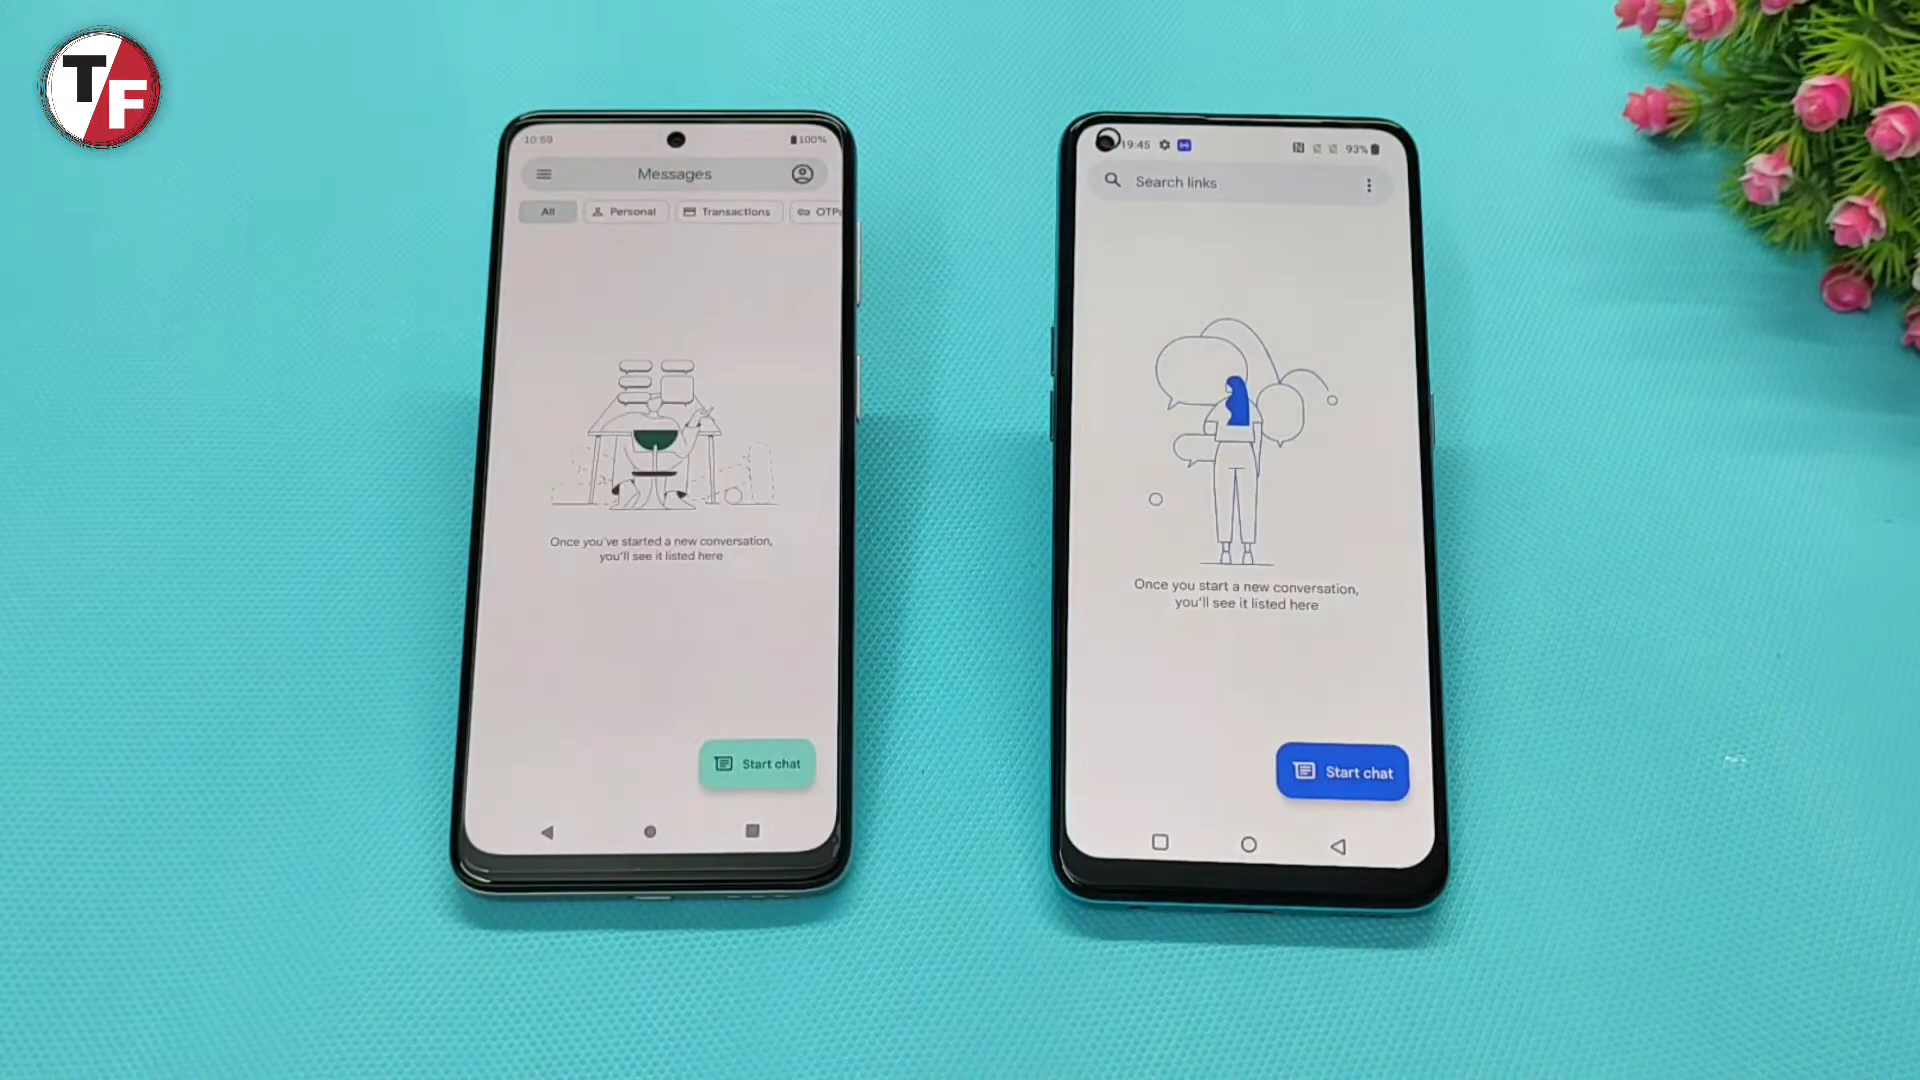 TF
10:59
100%
Messages
All
Personal
Transactions
OTPs
Once you've started a new conversation,
you'll see it listed here
Start chat
19:45
93%
Search links
Once you start a new conversation,
you'll see it listed here
Start chat